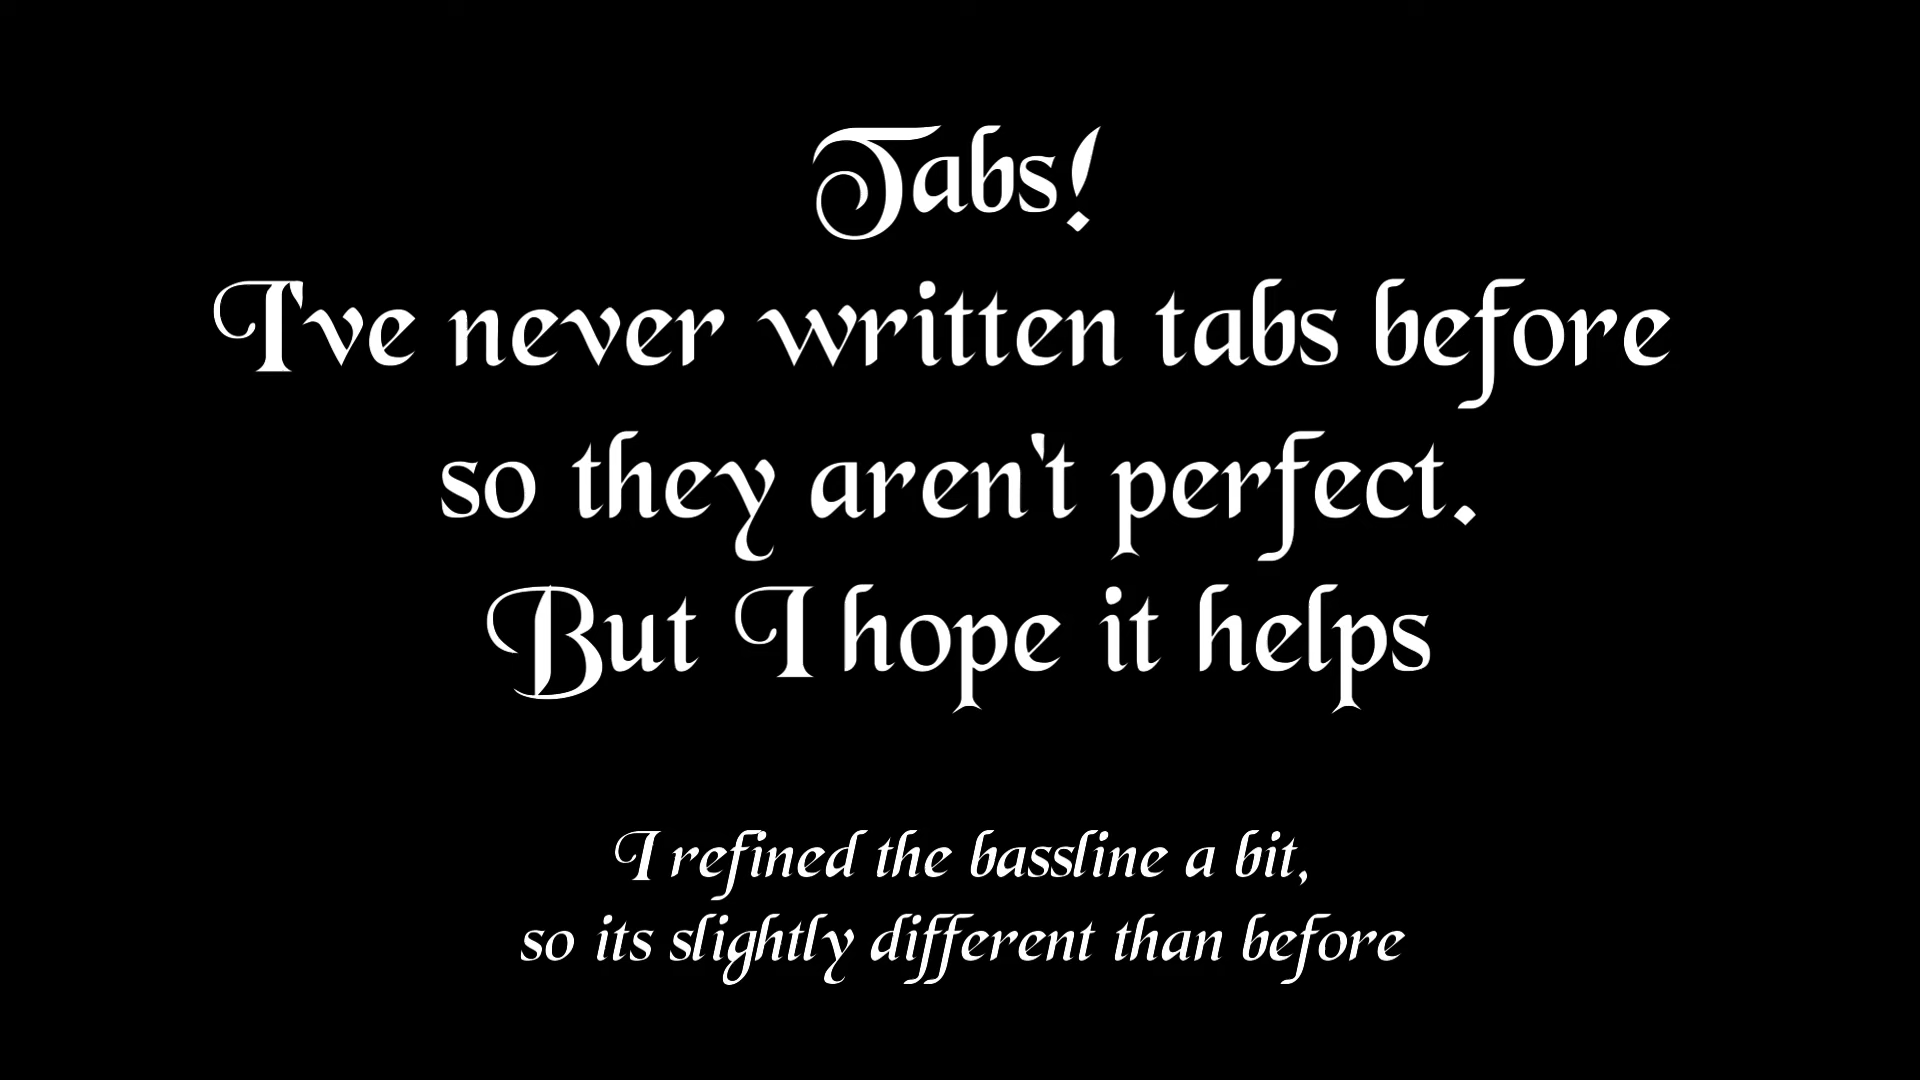 Tabs!
I've never written tabs before
so they aren't perfect.
But I hope it helps
I refined the bassline a bit,
so its slightly different than before